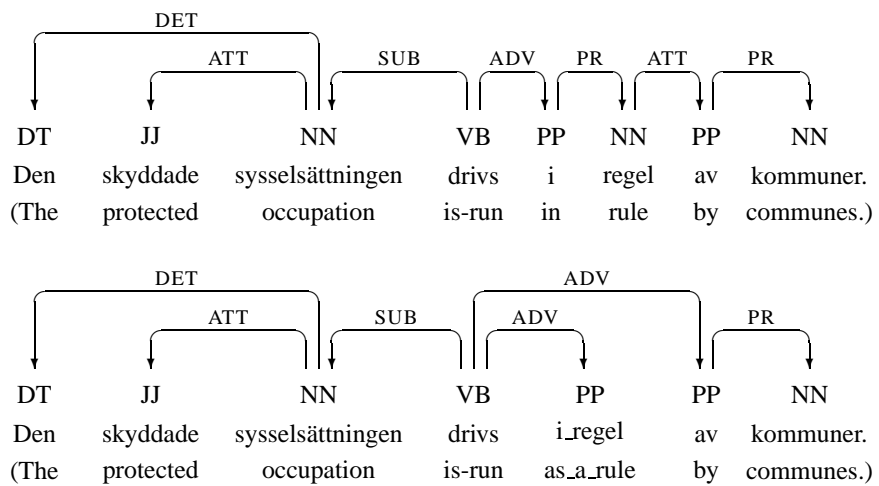 DET
ATT SUB ADV PR ATT PR
DT JJ NN VB PP NN PP NN
Den skyddade sysselsättningen drivs i regel av kommuner.
(The protected occupation is-run in rule by communes.)
DET ADV
ATT SUB ADV PR
DT JJ NN VB PP PP NN
Den skyddade sysselsättningen drivs i_regel av kommuner.
(The protected occupation is-run as_a_rule by communes.)